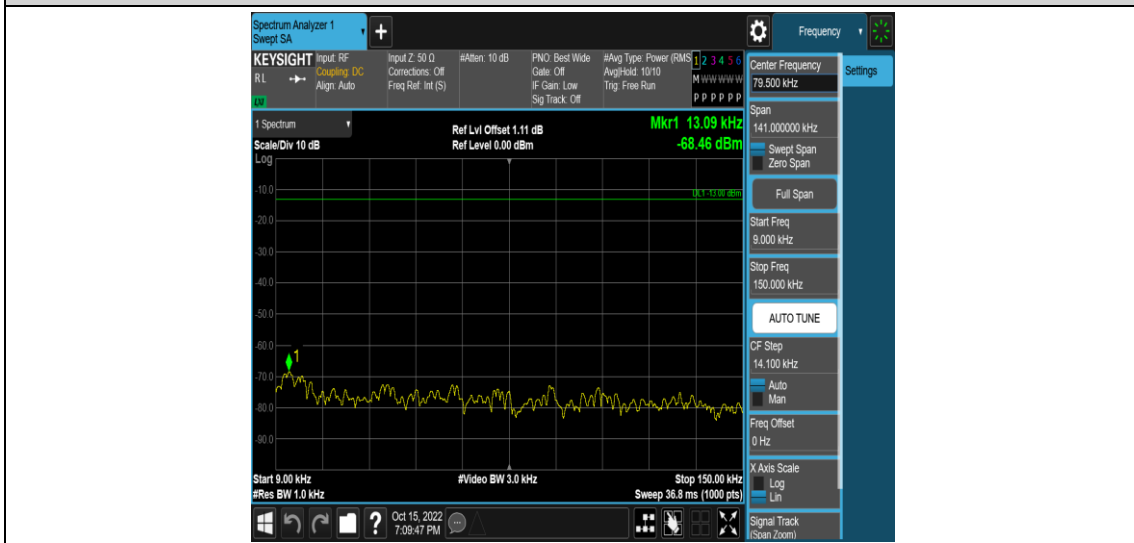 Spectrum Analyzer 1
Swept SA
+
Frequency
KEYSIGHT
RL
LXI
Input: RF
Coupling: DC
Align: Auto
Input Z: 50 Ω
Corrections: Off
Freq Ref: Int (S)
#Atten: 10 dB
PNO: Best Wide
Gate: Off
IF Gain: Low
Sig Track: Off
#Avg Type: Power (RMS
Avg|Hold: 10/10
Trig: Free Run
1 2 3 4 5 6
M W W W W W
P P P P P P
1 Spectrum
Scale/Div 10 dB
Log
Ref Lvl Offset 1.11 dB
Ref Level 0.00 dBm
Mkr1 13.09 kHz
-68.46 dBm
DL1 -13.00 dBm
-10.0
-20.0
-30.0
-40.0
-50.0
-60.0
1
-70.0
-80.0
-90.0
Start 9.00 kHz
#Video BW 3.0 kHz
Stop 150.00 kHz
#Res BW 1.0 kHz
Sweep 36.8 ms (1000 pts)
?
Oct 15, 2022
7:09:47 PM
Center Frequency
79.500 kHz
Settings
Span
141.000000 kHz
Swept Span
Zero Span
Full Span
Start Freq
9.000 kHz
Stop Freq
150.000 kHz
AUTO TUNE
CF Step
14.100 kHz
Auto
Man
Freq Offset
0 Hz
X Axis Scale
Log
Lin
Signal Track
(Span Zoom)